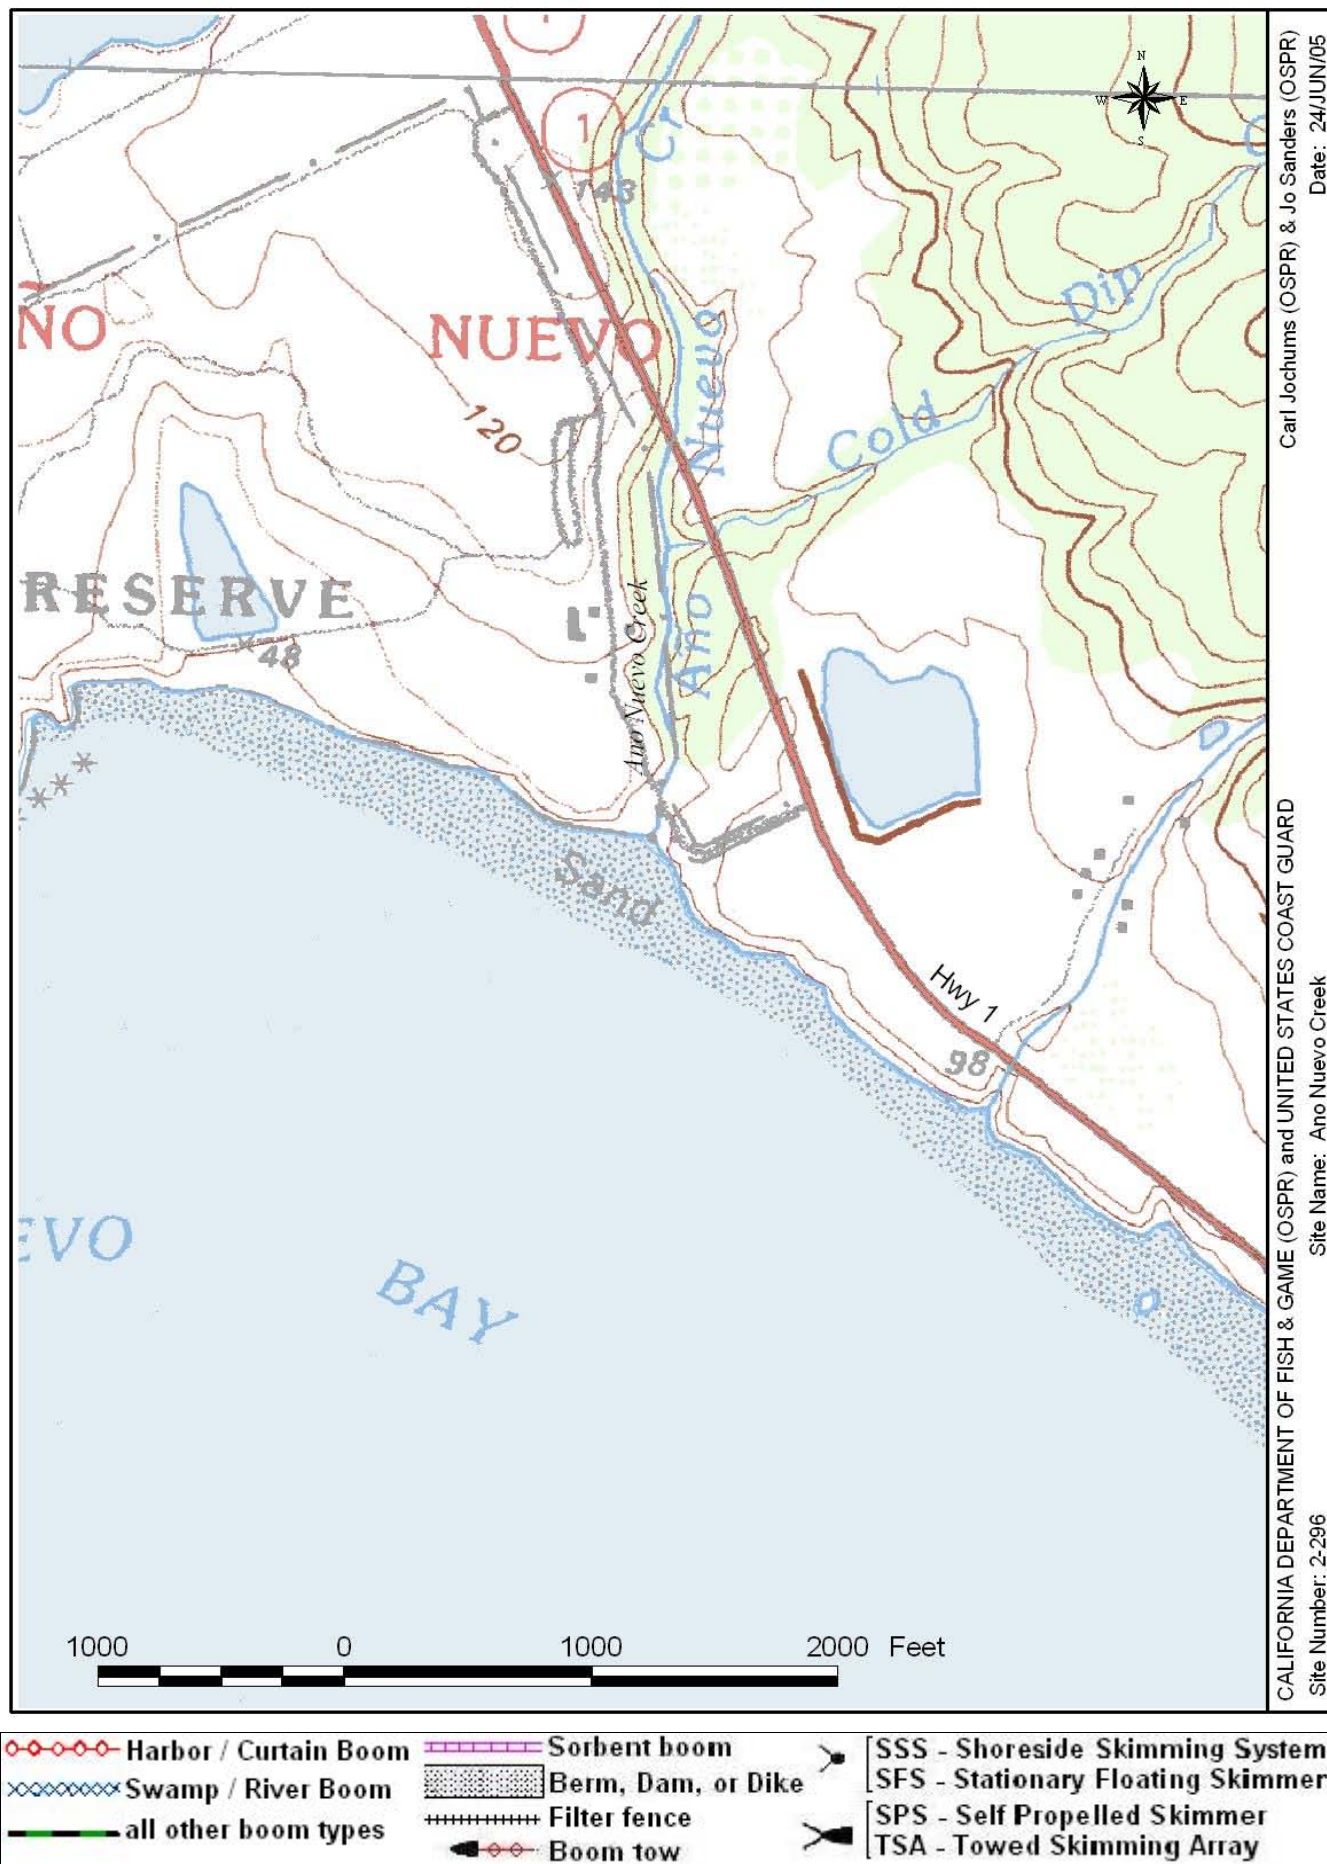 1
N
W E
S
Cr
143
ÑO
NUEVO
120
Año Nuevo
Cold Dip
RESERVE
48
Ano Nuevo Creek
Sand
Hwy 1
98
EVO
BAY
1000 0 1000 2000 Feet
CALIFORNIA DEPARTMENT OF FISH & GAME (OSPR) and UNITED STATES COAST GUARD Carl Jochums (OSPR) & Jo Sanders (OSPR)
Site Number: 2-296 Site Name: Ano Nuevo Creek Date: 24/JUN/05
Harbor / Curtain Boom
Swamp / River Boom
all other boom types
Sorbent boom
Berm, Dam, or Dike
Filter fence
Boom tow
SSS - Shoreside Skimming System
SFS - Stationary Floating Skimmer
SPS - Self Propelled Skimmer
TSA - Towed Skimming Array